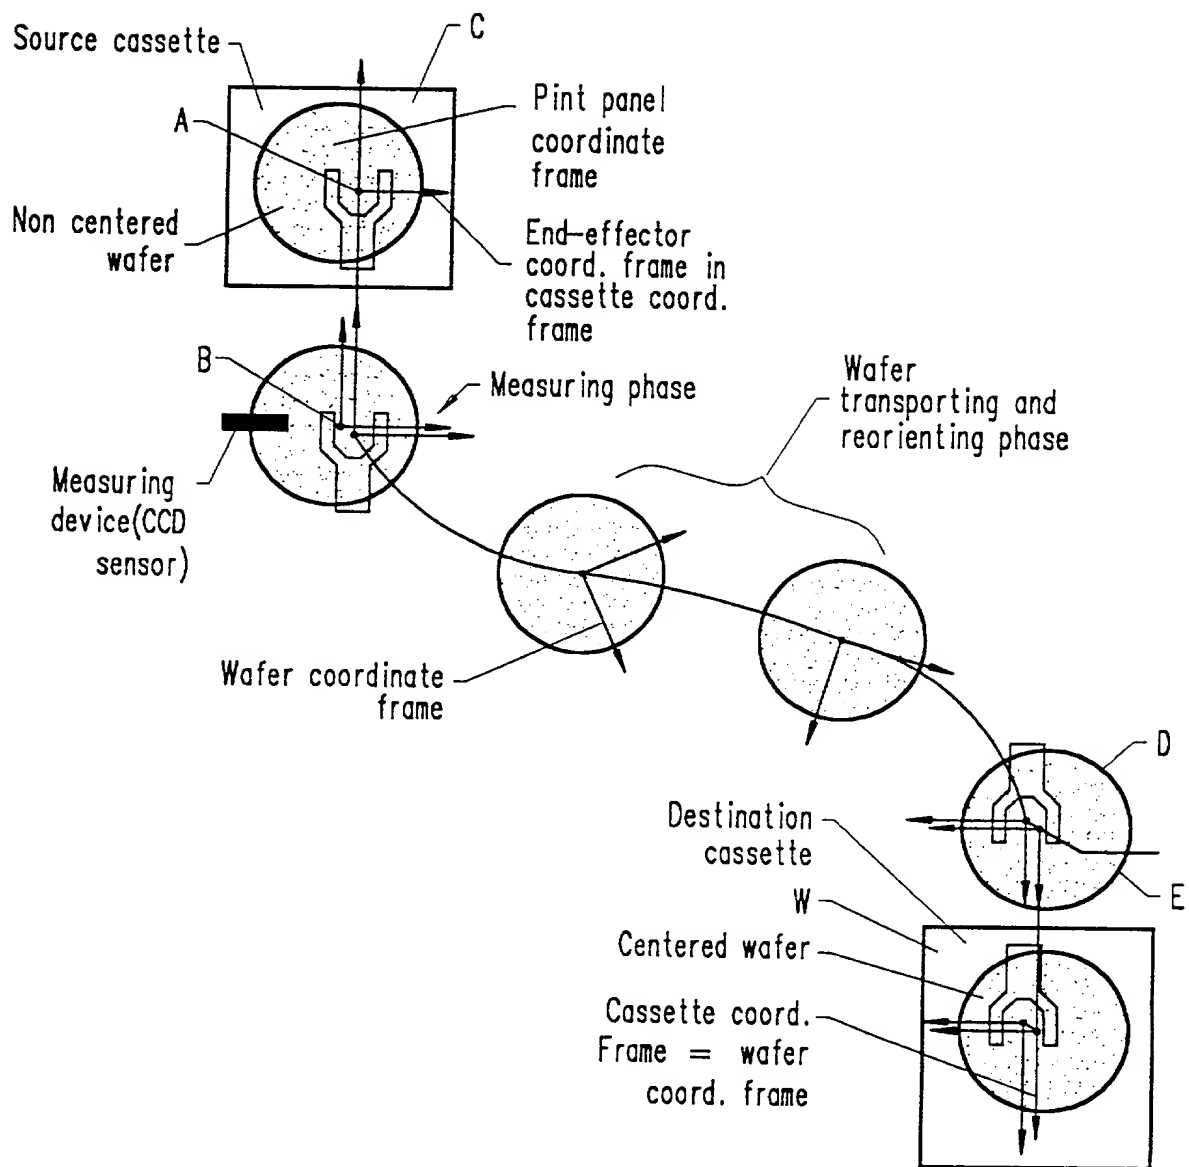 Source cassette
C
A
Pint panel
coordinate
frame
Non centered
wafer
End-effector
coord. frame in
cassette coord.
frame
B
Measuring phase
Wafer
transporting and
reorienting phase
Measuring
device(CCD
sensor)
Wafer coordinate
frame
D
Destination
cassette
E
W
Centered wafer
Cassette coord.
Frame = wafer
coord. frame